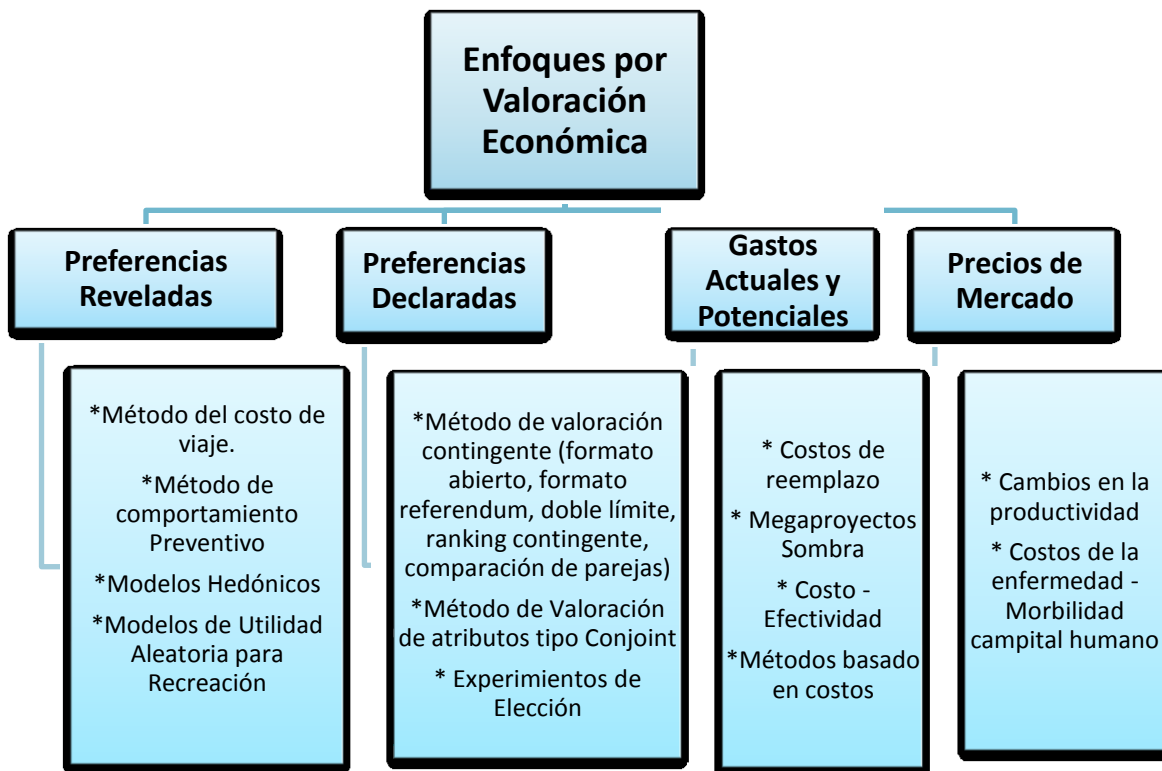 Enfoques por
Valoración
Económica
Preferencias
Reveladas
Preferencias
Declaradas
Gastos
Actuales y
Potenciales
Precios de
Mercado
*Método del costo de
viaje.
*Método de
comportamiento
Preventivo
*Modelos Hedónicos
*Modelos de Utilidad
Aleatoria para
Recreación
*Método de valoración
contingente (formato
abierto, formato
referendum, doble límite,
ranking contingente,
comparación de parejas)
*Método de Valoración
de atributos tipo Conjoint
* Experimientos de
Elección
* Costos de
reemplazo
* Megaproyectos
Sombra
* Costo -
Efectividad
*Métodos basado
en costos
* Cambios en la
productividad
* Costos de la
enfermedad -
Morbilidad
campital humano